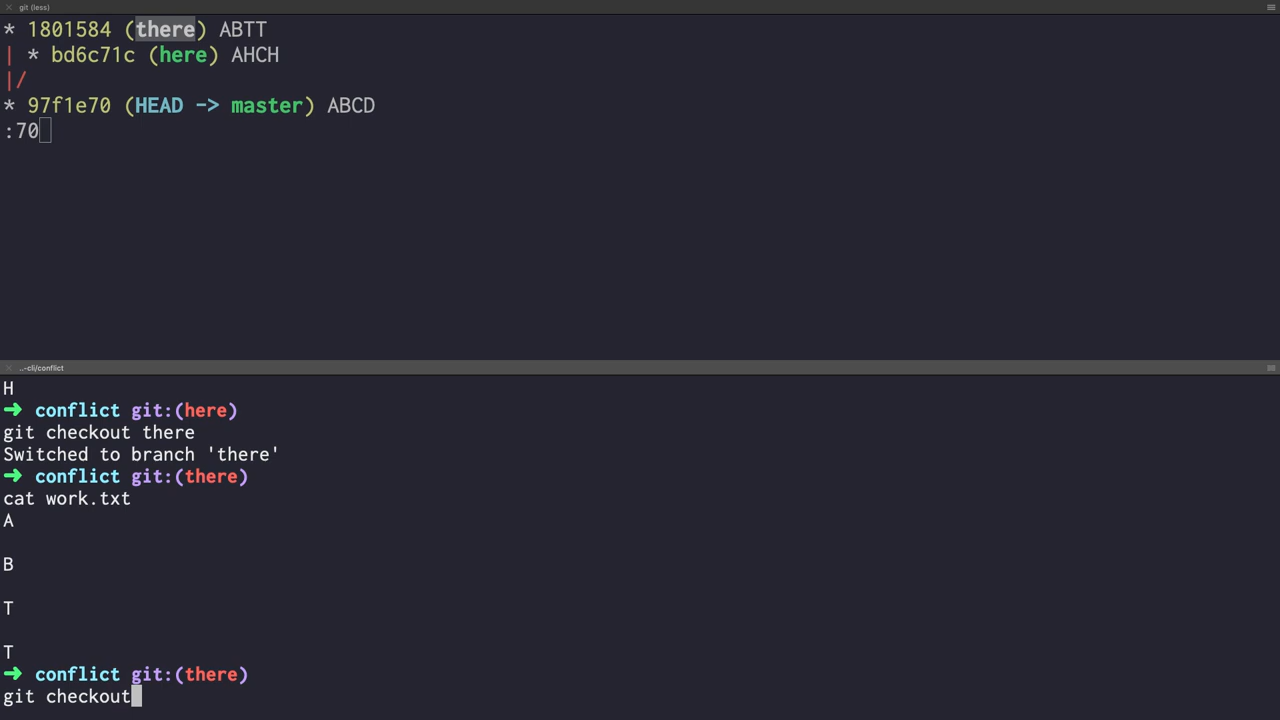 git (less)
* 1801584 (there) ABTT
| * bd6c71c (here) AHCH
|/
* 97f1e70 (HEAD -> master) ABCD
:70
..-cli/conflict
H
➜ conflict git:(here)
git checkout there
Switched to branch 'there'
➜ conflict git:(there)
cat work.txt
A
B
T
T
➜ conflict git:(there)
git checkout